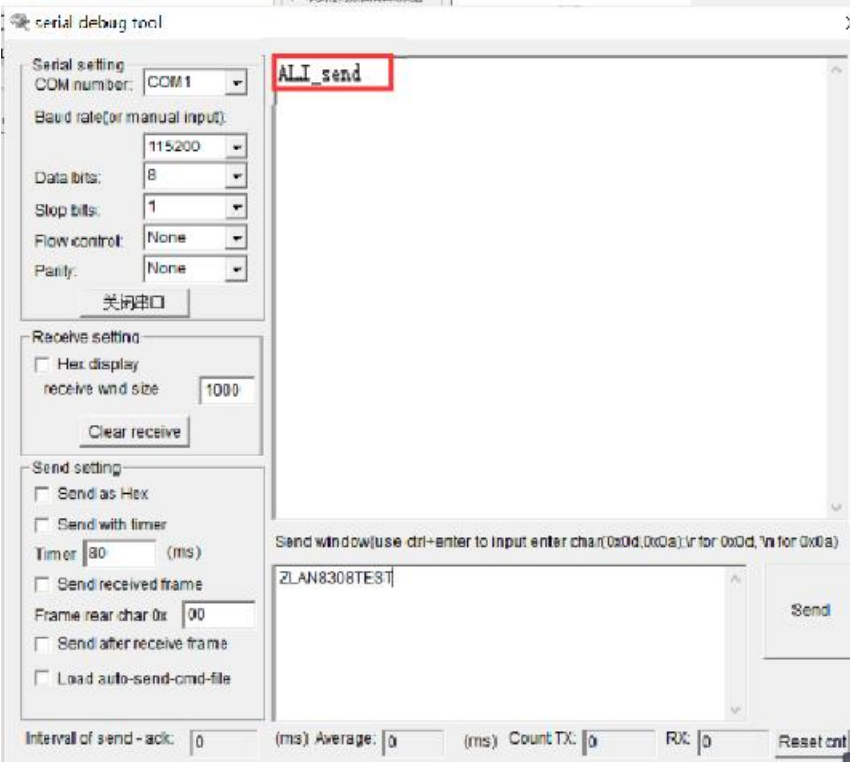 serial debug tool
Serial setting
COM number: COM1
Baud rate(or manual input):
115200
Data bits: 8
Stop bits: 1
Flow control: None
Parity: None
关闭串口
Receive setting
Hex display
receive wnd size 1000
Clear receive
Send setting
Send as Hex
Send with timer
Timer 80 (ms)
Send received frame
Frame rear char 0x 00
Send after receive frame
Load auto-send-cmd-file
ALI_send
Send window(use ctrl+enter to input enter char(0x0d,0x0a);\r for 0x0d, \n for 0x0a)
ZLAN8308TEST
Send
Interval of send - ack: 0 (ms) Average: 0 (ms) Count TX: 0 RX: 0 Reset cnt